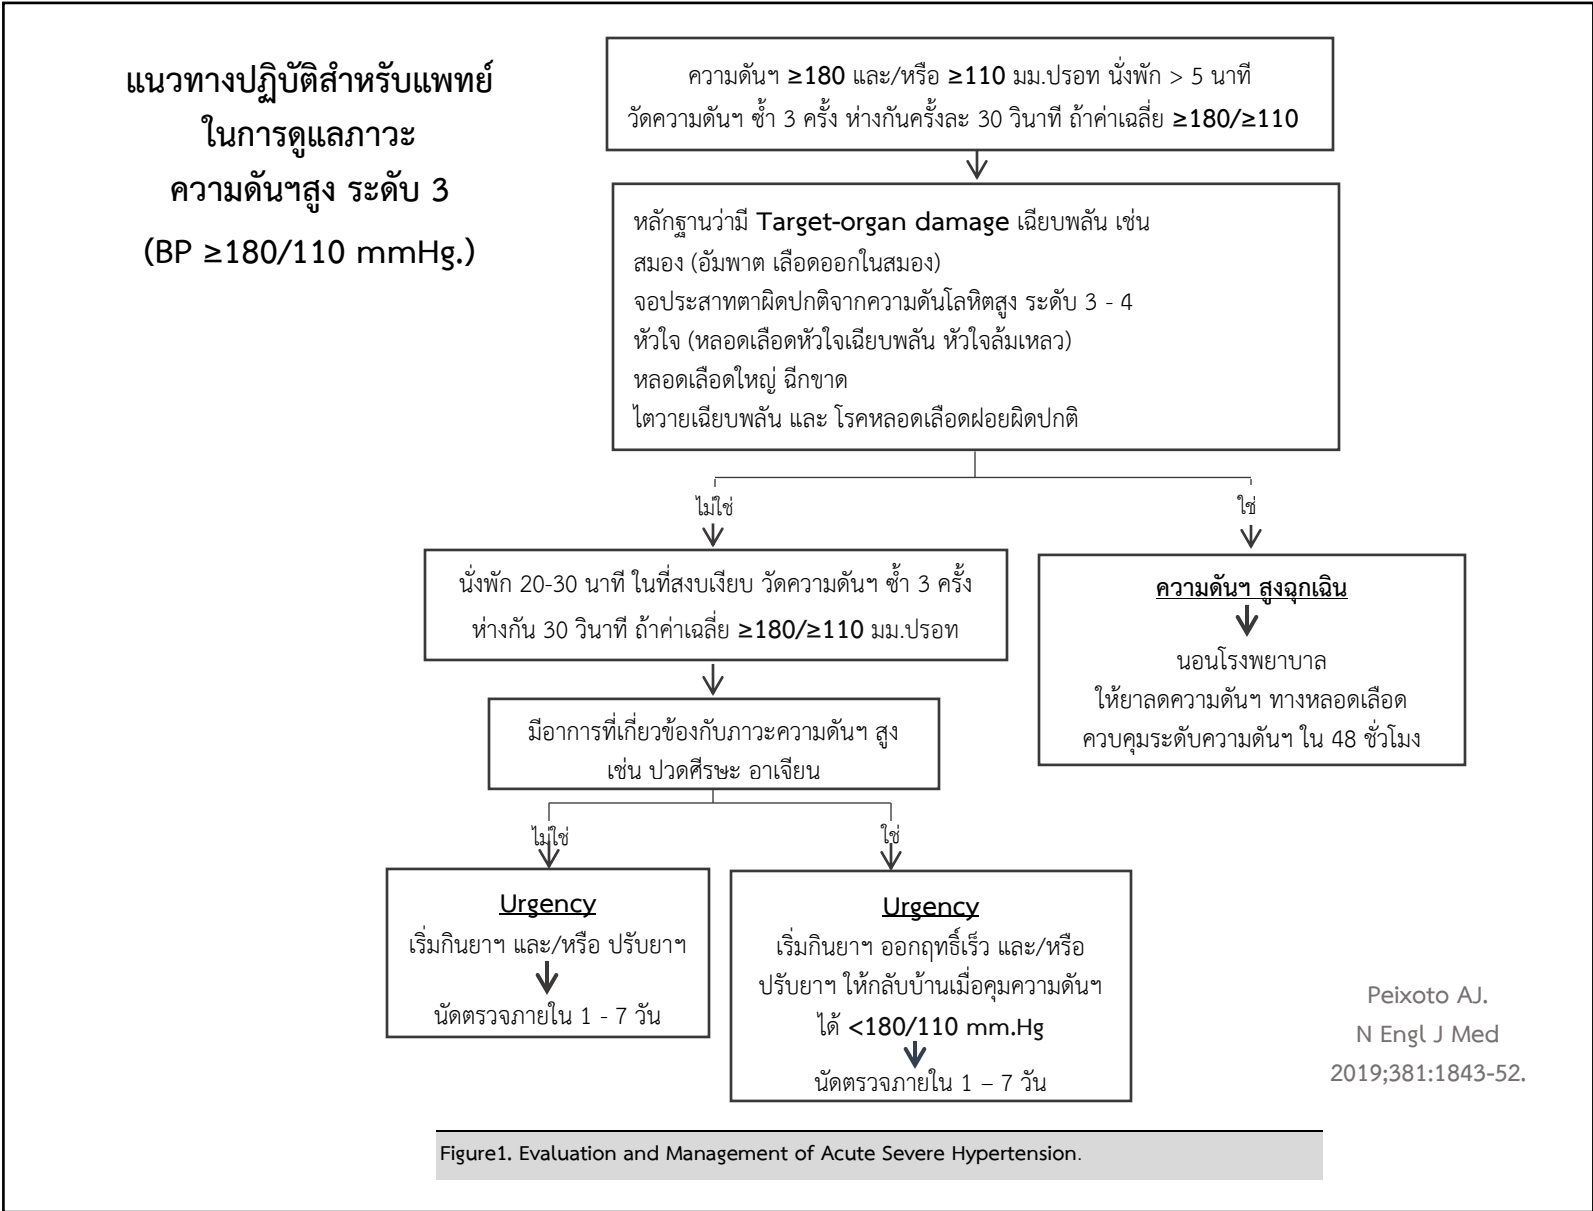 แนวทางปฏิบัติสำหรับแพทย์
ในการดูแลภาวะ
ความดันฯสูง ระดับ 3
(BP ≥180/110 mmHg.)
ความดันฯ ≥180 และ/หรือ ≥110 มม.ปรอท นั่งพัก > 5 นาที
วัดความดันฯ ซ้ำ 3 ครั้ง ห่างกันครั้งละ 30 วินาที ถ้าค่าเฉลี่ย ≥180/≥110
หลักฐานว่ามี Target-organ damage เฉียบพลัน เช่น
สมอง (อัมพาต เลือดออกในสมอง)
จอประสาทตาผิดปกติจากความดันโลหิตสูง ระดับ 3 - 4
หัวใจ (หลอดเลือดหัวใจเฉียบพลัน หัวใจล้มเหลว)
หลอดเลือดใหญ่ ฉีกขาด
ไตวายเฉียบพลัน และ โรคหลอดเลือดฝอยผิดปกติ
ไม่ใช่
ใช่
นั่งพัก 20-30 นาที ในที่สงบเงียบ วัดความดันฯ ซ้ำ 3 ครั้ง
ห่างกัน 30 วินาที ถ้าค่าเฉลี่ย ≥180/≥110 มม.ปรอท
ความดันฯ สูงฉุกเฉิน
นอนโรงพยาบาล
ให้ยาลดความดันฯ ทางหลอดเลือด
ควบคุมระดับความดันฯ ใน 48 ชั่วโมง
มีอาการที่เกี่ยวข้องกับภาวะความดันฯ สูง
เช่น ปวดศีรษะ อาเจียน
ไม่ใช่
ใช่
Urgency
เริ่มกินยาฯ และ/หรือ ปรับยาฯ
นัดตรวจภายใน 1 - 7 วัน
Urgency
เริ่มกินยาฯ ออกฤทธิ์เร็ว และ/หรือ
ปรับยาฯ ให้กลับบ้านเมื่อคุมความดันฯ
ได้ <180/110 mm.Hg
นัดตรวจภายใน 1 – 7 วัน
Peixoto AJ.
N Engl J Med
2019;381:1843-52.
Figure1. Evaluation and Management of Acute Severe Hypertension.